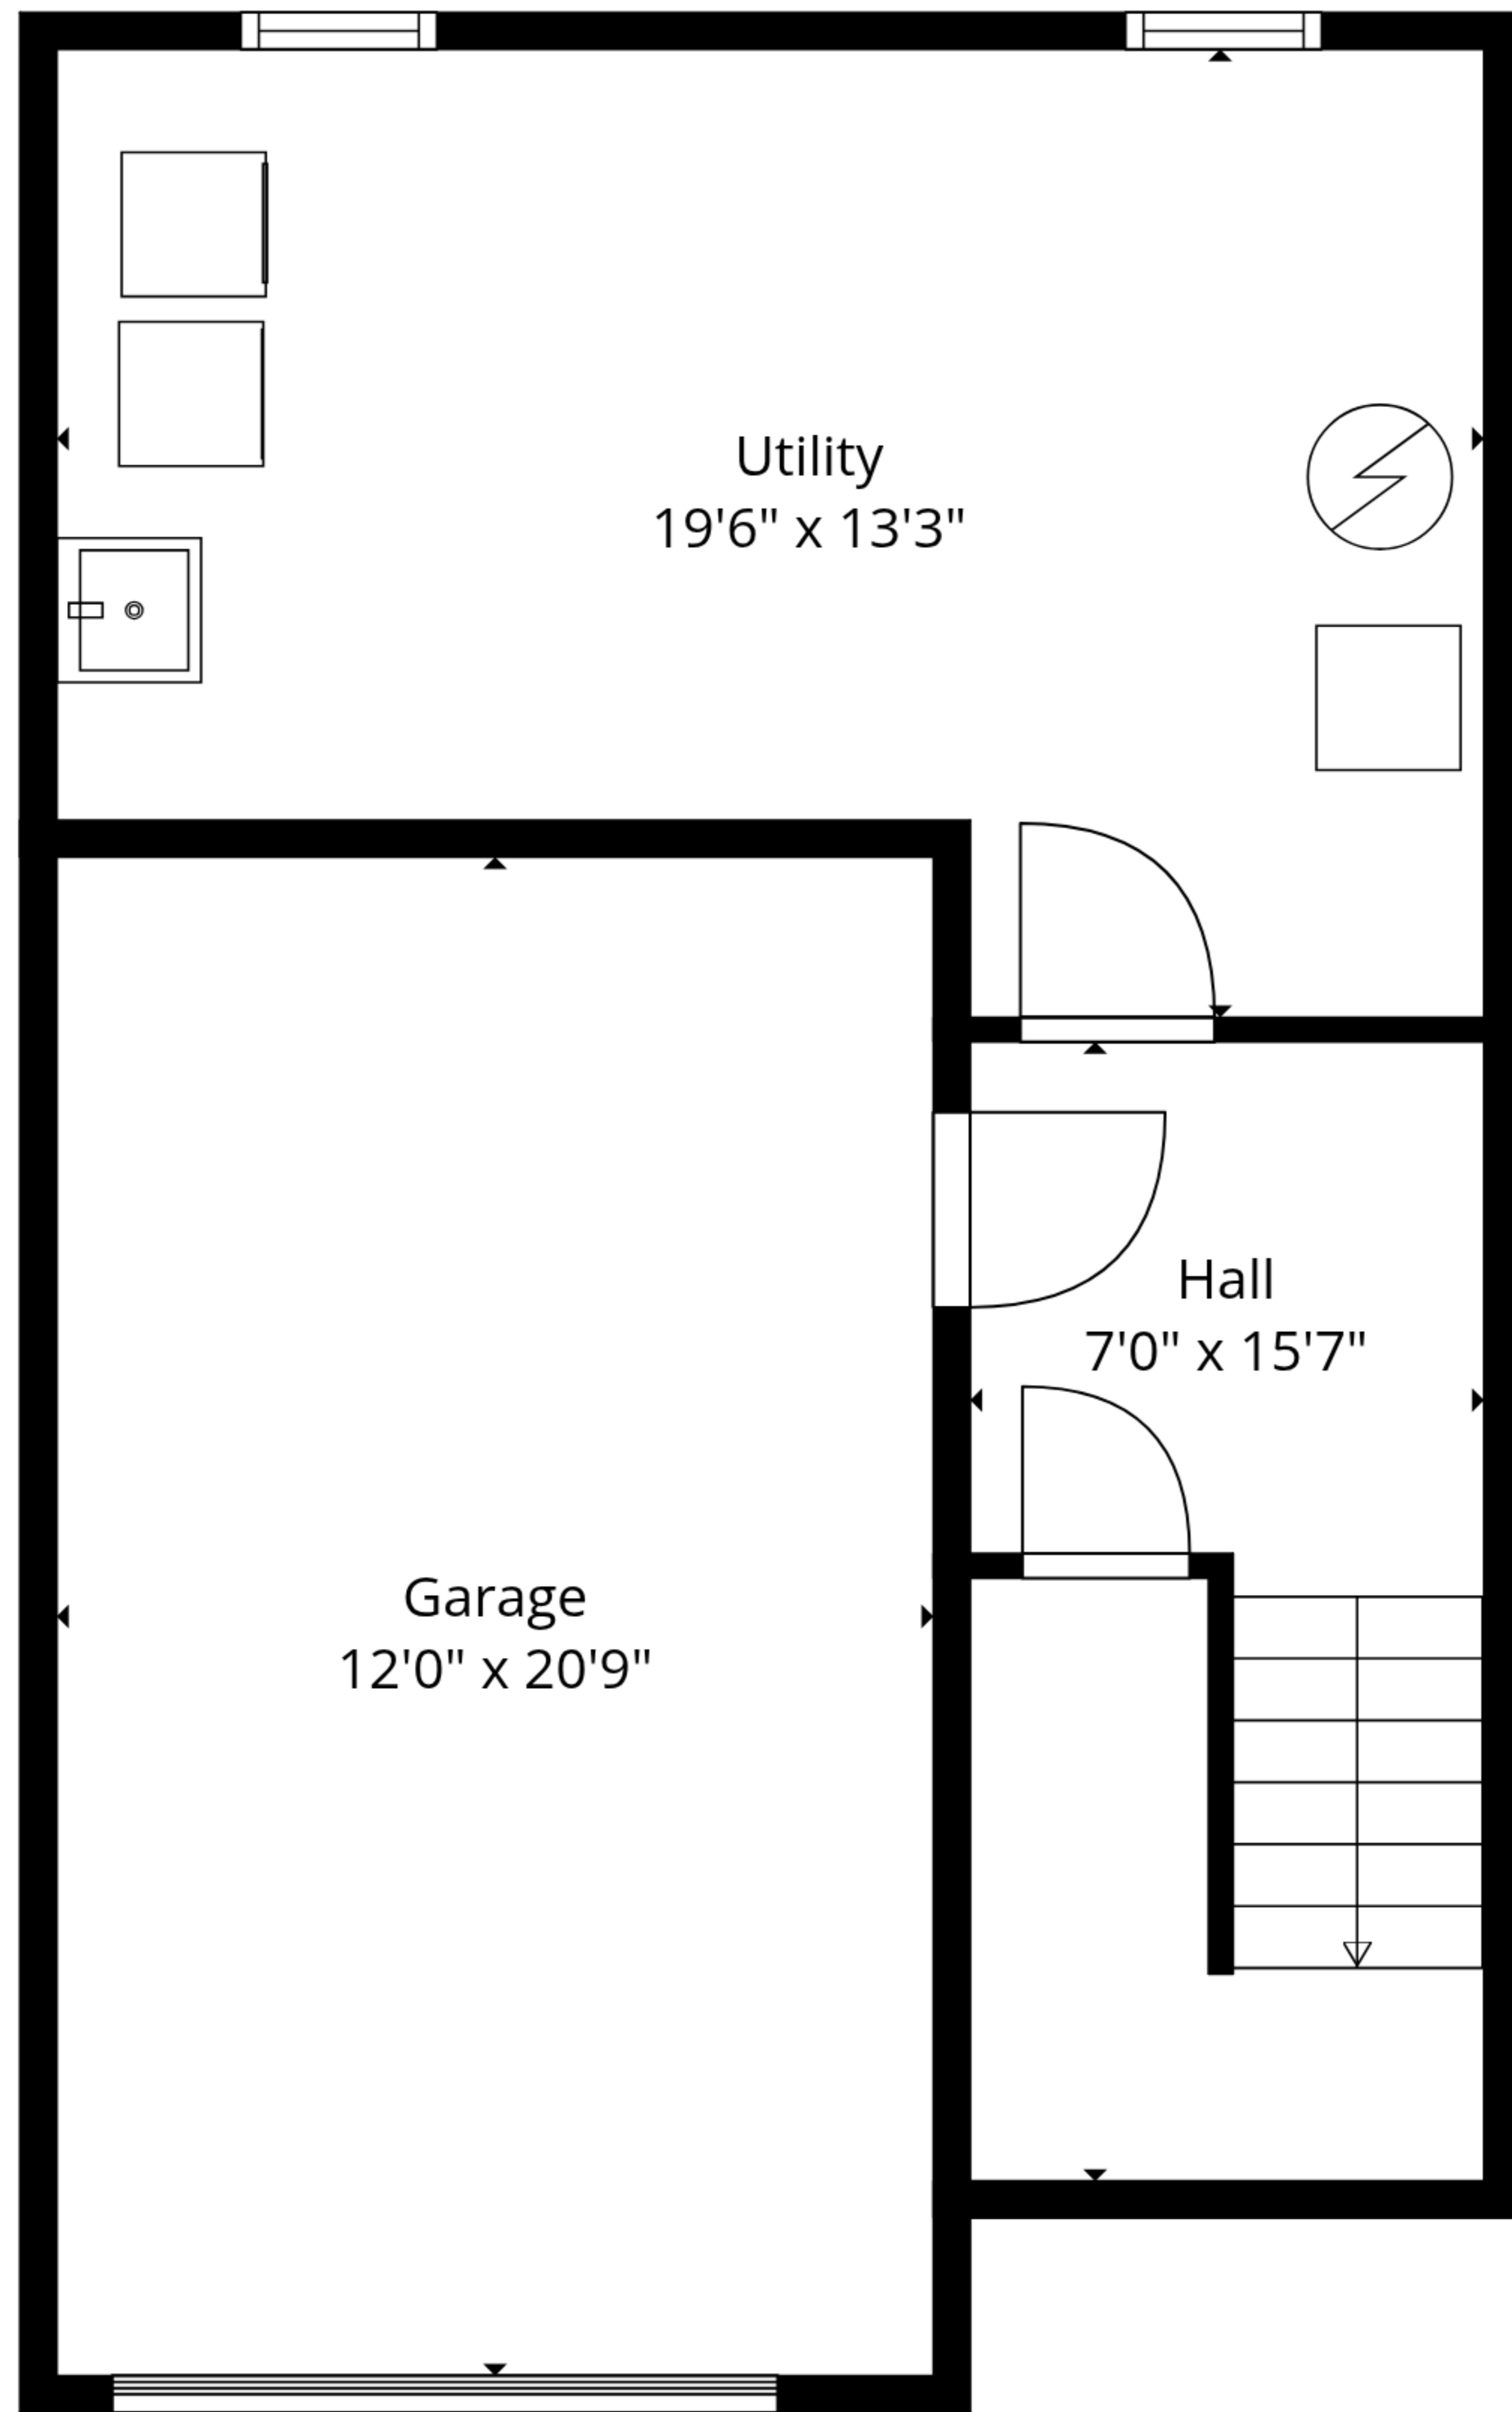 Utility
19'6" x 13'3"
Hall
7'0" x 15'7"
Garage
12'0" x 20'9"